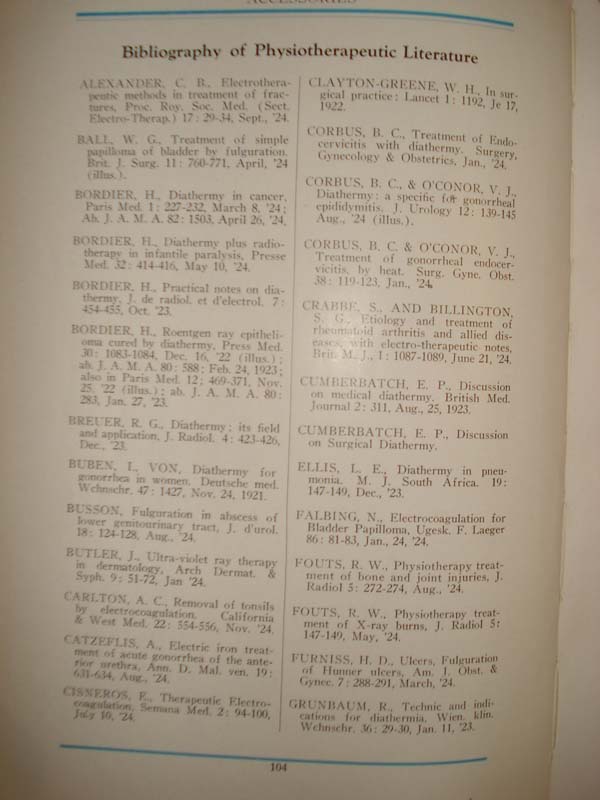 ACCESSORIES
Bibliography of Physiotherapeutic Literature
ALEXANDER, C. B., Electrothera-
peutic methods in treatment of frac-
tures, Proc. Roy. Soc. Med. (Sect.
Electro-Therap.) 17: 29-34, Sept., '24.
BALL, W. G., Treatment of simple
papilloma of bladder by fulguration.
Brit. J. Surg. 11: 760-771, April, '24
(illus.).
BORDIER, H., Diathermy in cancer,
Paris Med. 1: 227-232, March 8, '24;
Ab. J. A. M. A. 82: 1503, April 26, '24.
BORDIER, H., Diathermy plus radio-
therapy in infantile paralysis, Presse
Med. 32: 414-416, May 10, '24.
BORDIER, H., Practical notes on dia-
thermy, J. de radiol. et d'electrol. 7:
454-455, Oct. '23.
BORDIER, H., Roentgen ray epitheli-
oma cured by diathermy, Press Med.
30: 1083-1084, Dec. 16, '22 (illus.);
ab. J. A. M. A. 80: 588; Feb. 24, 1923;
also in Paris Med. 12; 469-371, Nov.
25, '22 (illus.); ab. J. A. M. A. 80:
283, Jan. 27, '23.
BREUER, R. G., Diathermy; its field
and application, J. Radiol. 4: 423-426,
Dec., '23.
BUBEN, I., VON, Diathermy for
gonorrhea in women, Deutsche med.
Wchnschr. 47: 1427, Nov. 24, 1921.
BUSSON, Fulguration in abscess of
lower genitourinary tract, J. d'urol.
18: 124-128, Aug., '24.
BUTLER, J., Ultra-violet ray therapy
in dermatology, Arch Dermat. &
Syph. 9; 51-72, Jan '24.
CARLTON, A. C., Removal of tonsils
by electrocoagulation. California
& West Med. 22: 554-556, Nov. '24.
CATZEFLIS, A., Electric iron treat-
ment of acute gonorrhea of the ante-
rior urethra, Ann. D. Mal. ven. 19;
631-634, Aug., '24.
CISNEROS, E., Therapeutic Electro-
coagulation, Semana Med. 2: 94-100,
July 10, '24.
CLAYTON-GREENE, W. H., In sur-
gical practice: Lancet 1: 1192, Je 17,
1922.
CORBUS, B. C., Treatment of Endo-
cervicitis with diathermy. Surgery,
Gynecology & Obstetrics, Jan., '24.
CORBUS, B. C., & O'CONOR, V. J.,
Diathermy: a specific for gonorrheal
epididymitis. J. Urology 12: 139-145
Aug., '24 (illus.).
CORBUS, B. C. & O'CONOR, V. J.,
Treatment of gonorrheal endocer-
vicitis, by heat. Surg. Gyne. Obst.
38: 119-123, Jan., '24.
CRABBE, S., AND BILLINGTON,
S. G., Etiology and treatment of
rheumatoid arthritis and allied dis-
eases, with electro-therapeutic notes,
Brit. M. J., 1: 1087-1089, June 21, '24.
CUMBERBATCH, E. P., Discussion
on medical diathermy. British Med.
Journal 2: 311, Aug., 25, 1923.
CUMBERBATCH, E. P., Discussion
on Surgical Diathermy.
ELLIS, L. E., Diathermy in pneu-
monia. M. J. South Africa. 19:
147-149, Dec., '23.
FALBING, N., Electrocoagulation for
Bladder Papilloma, Ugesk. F. Laeger
86: 81-83, Jan., 24, '24.
FOUTS, R. W., Physiotherapy treat-
ment of bone and joint injuries, J.
Radiol 5: 272-274, Aug., '24.
FOUTS, R. W., Physiotherapy treat-
ment of X-ray burns, J. Radiol 5:
147-149, May, '24.
FURNISS, H. D., Ulcers, Fulguration
of Hunner ulcers, Am. J. Obst. &
Gynec. 7: 288-291, March, '24.
GRUNBAUM, R., Technic and indi-
cations for diathermia, Wien. klin.
Wchnschr. 36: 29-30, Jan. 11, '23.
104